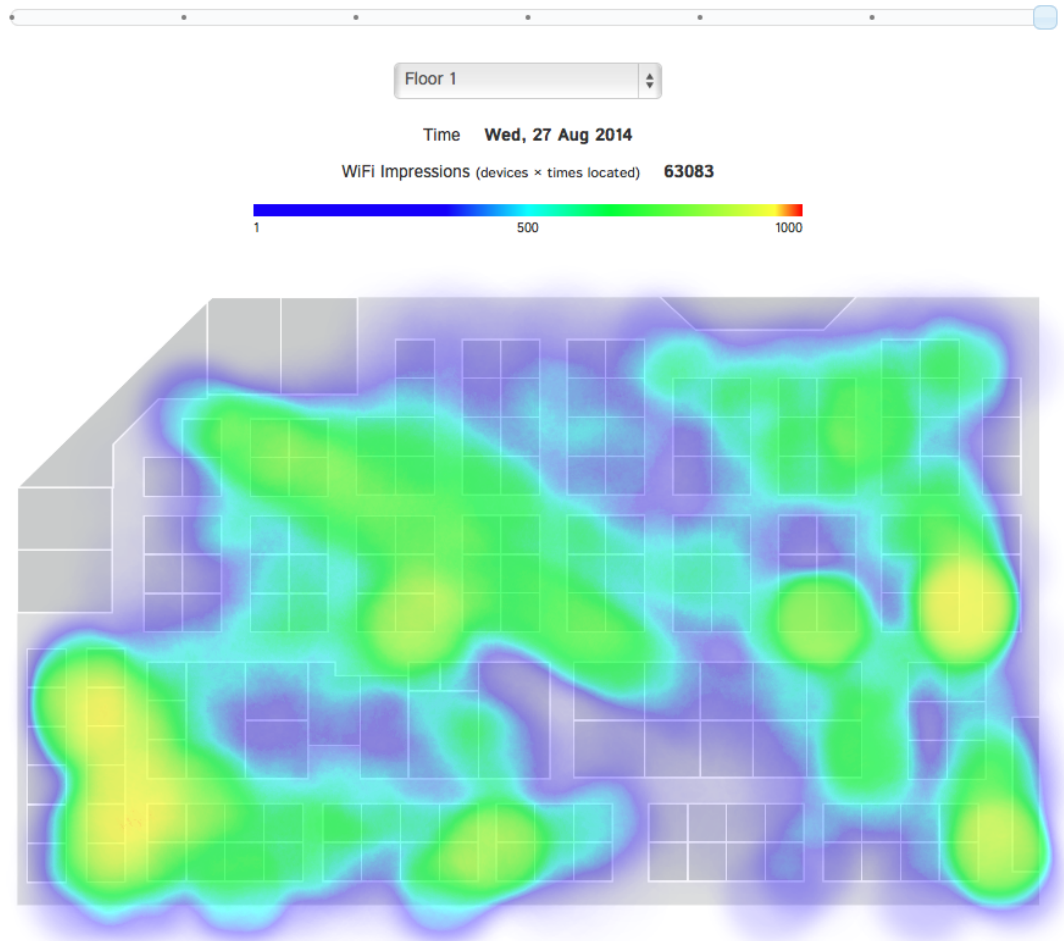 Floor 1
Time Wed, 27 Aug 2014
WiFi Impressions (devices × times located) 63083
1 500 1000